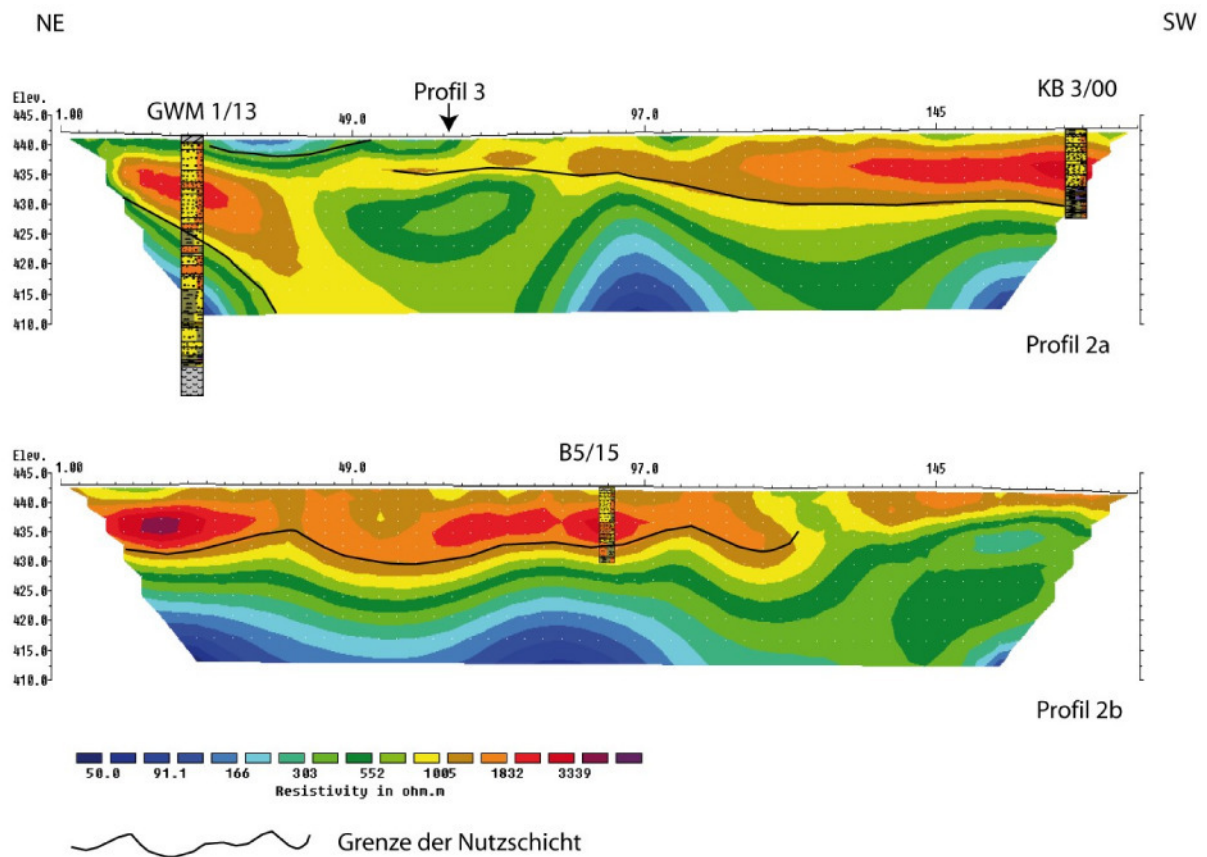 NE
SW
Profil 3
KB 3/00
GWM 1/13
Elev.
1.00
49.0
97.0
145
445.0
440.0
435.0
430.0
425.0
420.0
415.0
410.0
Profil 2a
B5/15
Elev.
1.00
49.0
97.0
145
445.0
440.0
435.0
430.0
425.0
420.0
415.0
410.0
Profil 2b
50.0 91.1 166 303 552 1005 1832 3339
Resistivity in ohm.m
Grenze der Nutzschicht